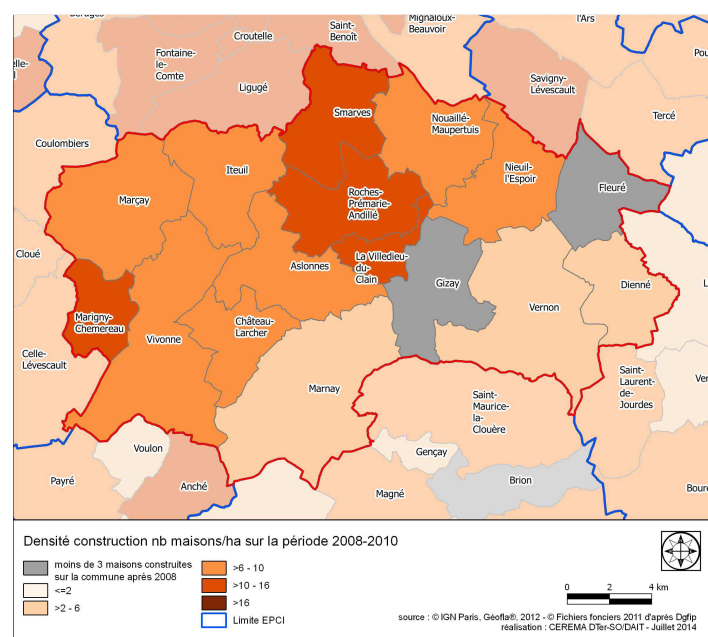 Béruges
Croutelle
Saint-
Benoît
Mignaloux-
Beauvoir
l'Ars
Fontaine-
le-
Comte
Ligugé
Savigny-
Lévescault
Tercé
Smarves
Nouaillé-
Maupertuis
Coulombiers
Iteuil
Nieuil-
l'Espoir
Fleuré
Marçay
Roches-
Prémarie-
Andillé
Cloué
Aslonnes
La Villedieu-
du-
Clain
Gizay
Dienné
Marigny-
Chemereau
Château-
Larcher
Vernon
Vivonne
Celle-
Lévescault
Marnay
Saint-
Maurice-
la-
Clouère
Saint-
Laurent-
de-
Jourdes
Voulon
Gençay
Payré
Anché
Magné
Brion
Densité construction nb maisons/ha sur la période 2008-2010
moins de 3 maisons construites
sur la commune après 2008
<=2
>2 - 6
>6 - 10
>10 - 16
>16
Limite EPCI
0 2 4 km
source : © IGN Paris, Géofla®, 2012 - © Fichiers fonciers 2011 d'après Dgfip
réalisation : CEREMA DTer-SO/DAIT - Juillet 2014